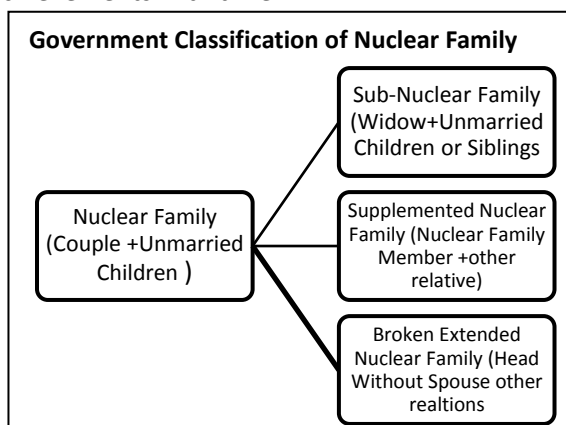 Government Classification of Nuclear Family
Nuclear Family
(Couple +Unmarried
Children )
Sub-Nuclear Family
(Widow+Unmarried
Children or Siblings
Supplemented Nuclear
Family (Nuclear Family
Member +other
relative)
Broken Extended
Nuclear Family (Head
Without Spouse other
realtions